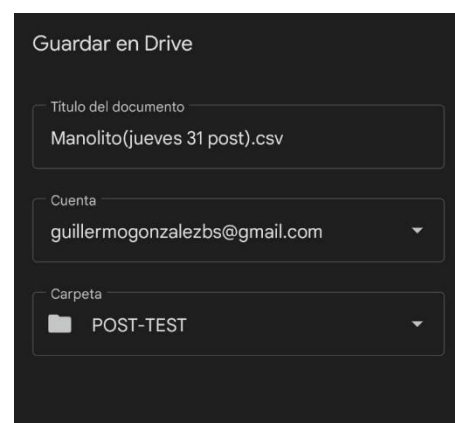 Guardar en Drive
Título del documento
Manolito(jueves 31 post).csv
Cuenta
guillermogonzalezbs@gmail.com
Carpeta
POST-TEST